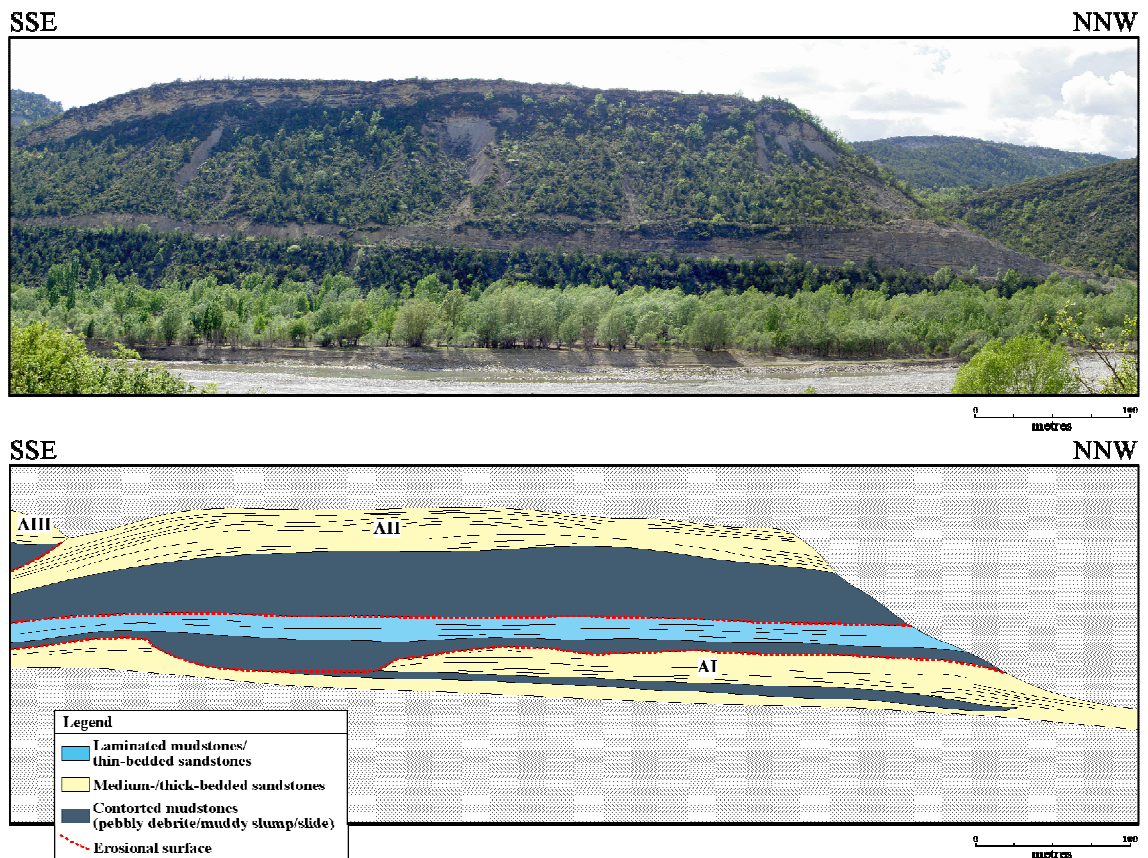 SSE NNW
0 100
metres
SSE NNW
AIII
AII
AI
Legend
Laminated mudstones/
thin-bedded sandstones
Medium-/thick-bedded sandstones
Contorted mudstones
(pebbly debrite/muddy slump/slide)
Erosional surface
0 100
metres